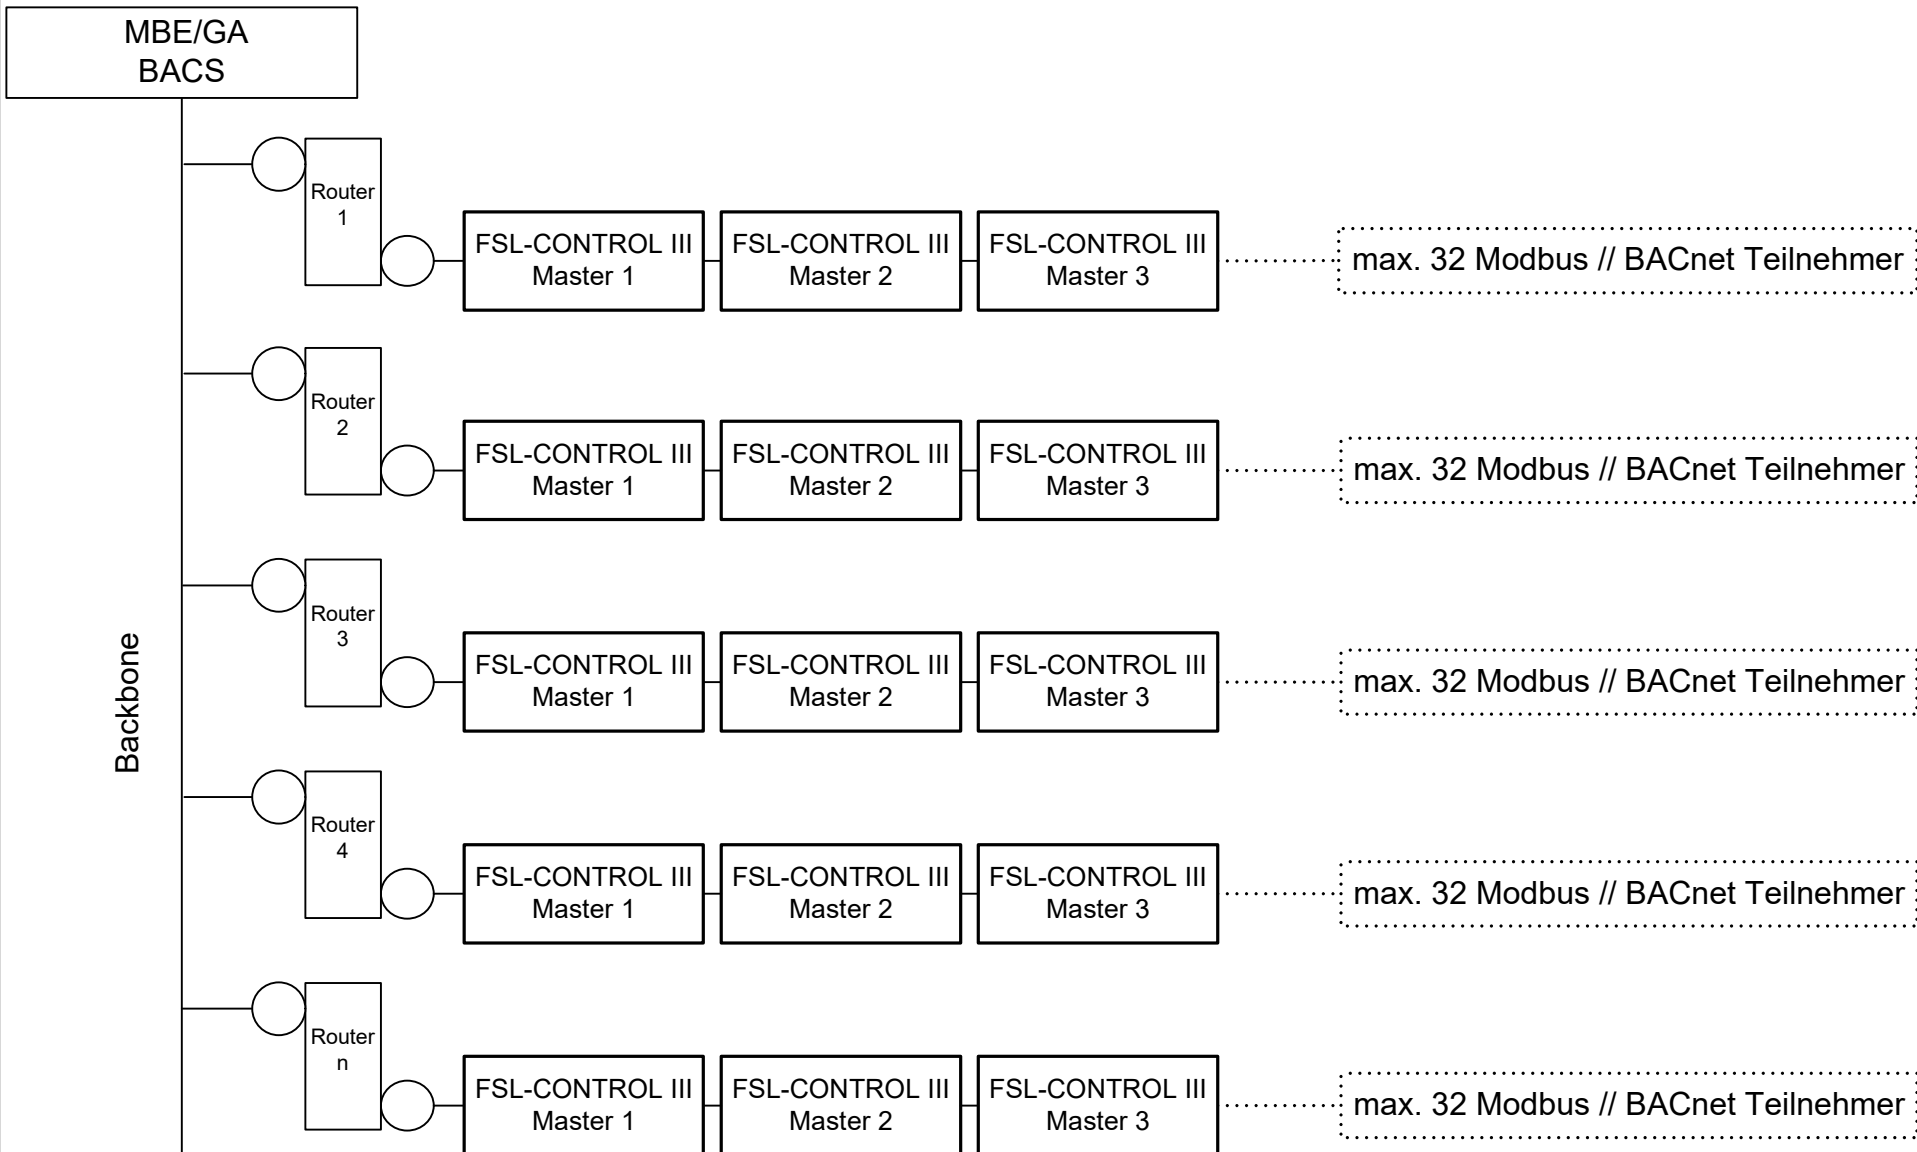 MBE/GA
BACS
Router
1
FSL-CONTROL III
Master 1
FSL-CONTROL III
Master 2
FSL-CONTROL III
Master 3
max. 32 Modbus // BACnet Teilnehmer
Router
2
FSL-CONTROL III
Master 1
FSL-CONTROL III
Master 2
FSL-CONTROL III
Master 3
max. 32 Modbus // BACnet Teilnehmer
Backbone
Router
3
FSL-CONTROL III
Master 1
FSL-CONTROL III
Master 2
FSL-CONTROL III
Master 3
max. 32 Modbus // BACnet Teilnehmer
Router
4
FSL-CONTROL III
Master 1
FSL-CONTROL III
Master 2
FSL-CONTROL III
Master 3
max. 32 Modbus // BACnet Teilnehmer
Router
n
FSL-CONTROL III
Master 1
FSL-CONTROL III
Master 2
FSL-CONTROL III
Master 3
max. 32 Modbus // BACnet Teilnehmer